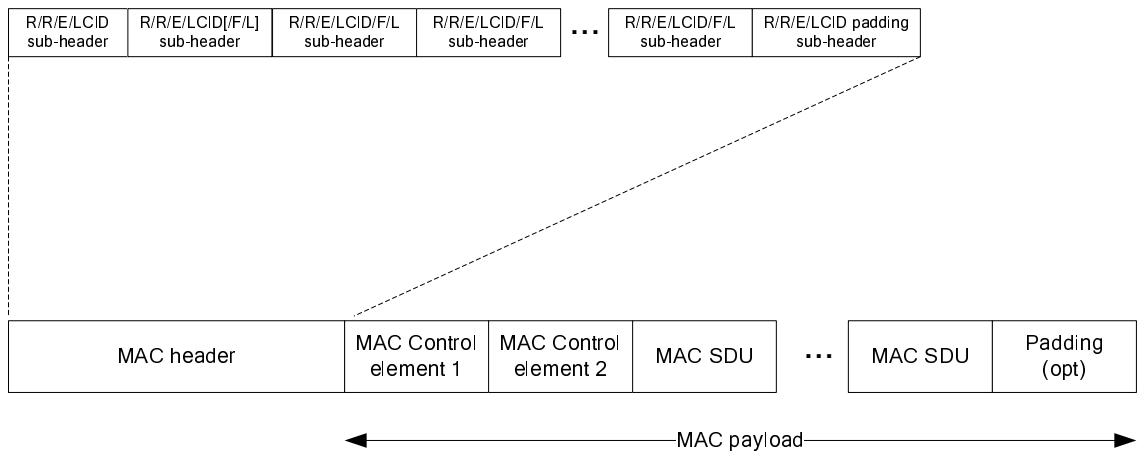 R/R/E/LCID sub-header
R/R/E/LCID[/F/L] sub-header
R/R/E/LCID/F/L sub-header
R/R/E/LCID/F/L sub-header
...
R/R/E/LCID/F/L sub-header
R/R/E/LCID padding sub-header
MAC header
MAC Control element 1
MAC Control element 2
MAC SDU
...
MAC SDU
Padding (opt)
MAC payload